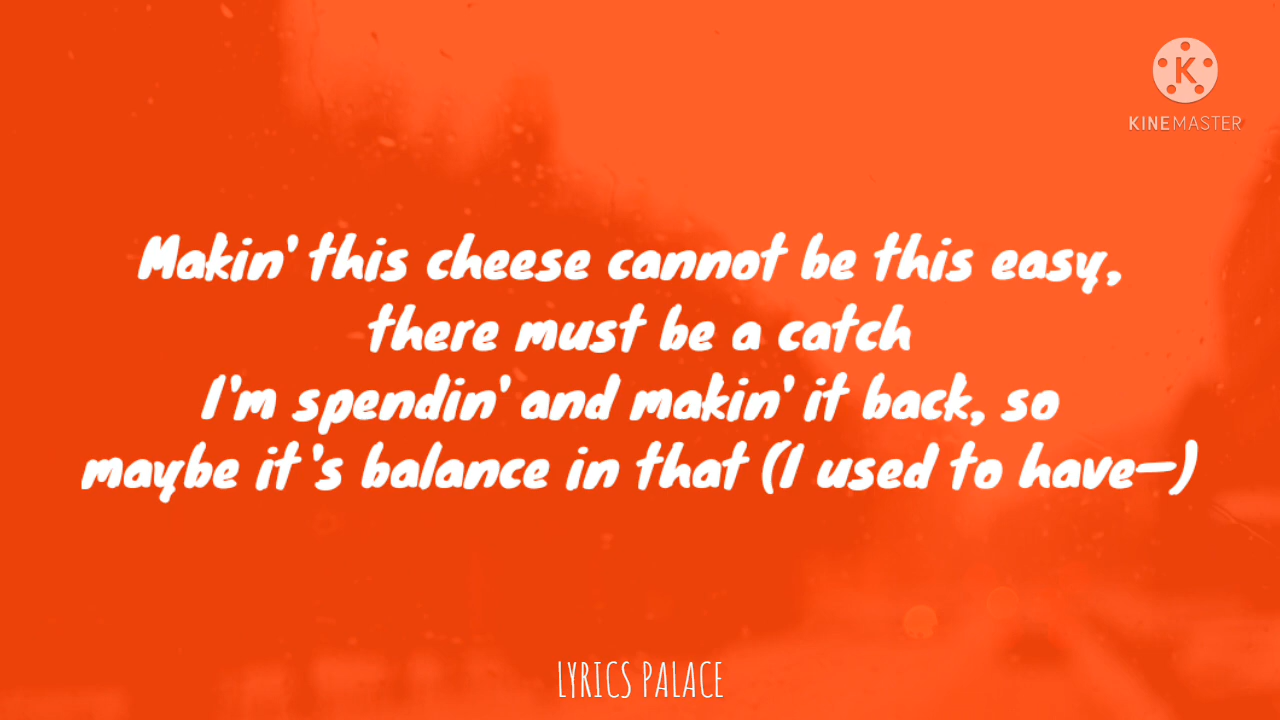 K
KINEMASTER
Makin' this cheese cannot be this easy,
there must be a catch
I'm spendin' and makin' it back, so
maybe it's balance in that (I used to have—)
LYRICS PALACE